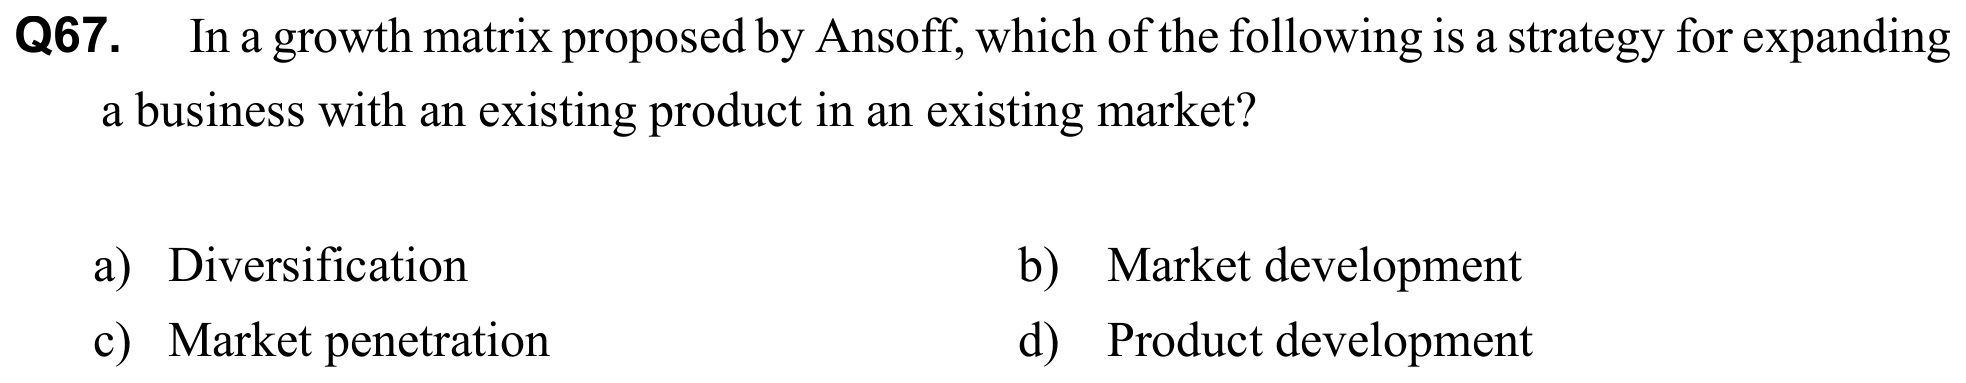 Q67. In a growth matrix proposed by Ansoff, which of the following is a strategy for expanding
a business with an existing product in an existing market?
a) Diversification b) Market development
c) Market penetration d) Product development